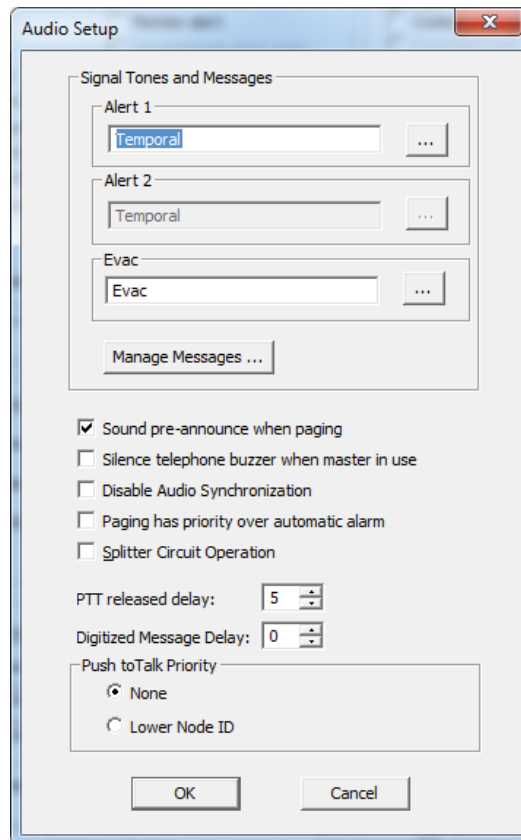 Audio Setup
Signal Tones and Messages
Alert 1
Temporal
...
Alert 2
Temporal
...
Evac
Evac
...
Manage Messages ...
Sound pre-announce when paging
Silence telephone buzzer when master in use
Disable Audio Synchronization
Paging has priority over automatic alarm
Splitter Circuit Operation
PTT released delay: 5
Digitized Message Delay: 0
Push toTalk Priority
None
Lower Node ID
OK Cancel